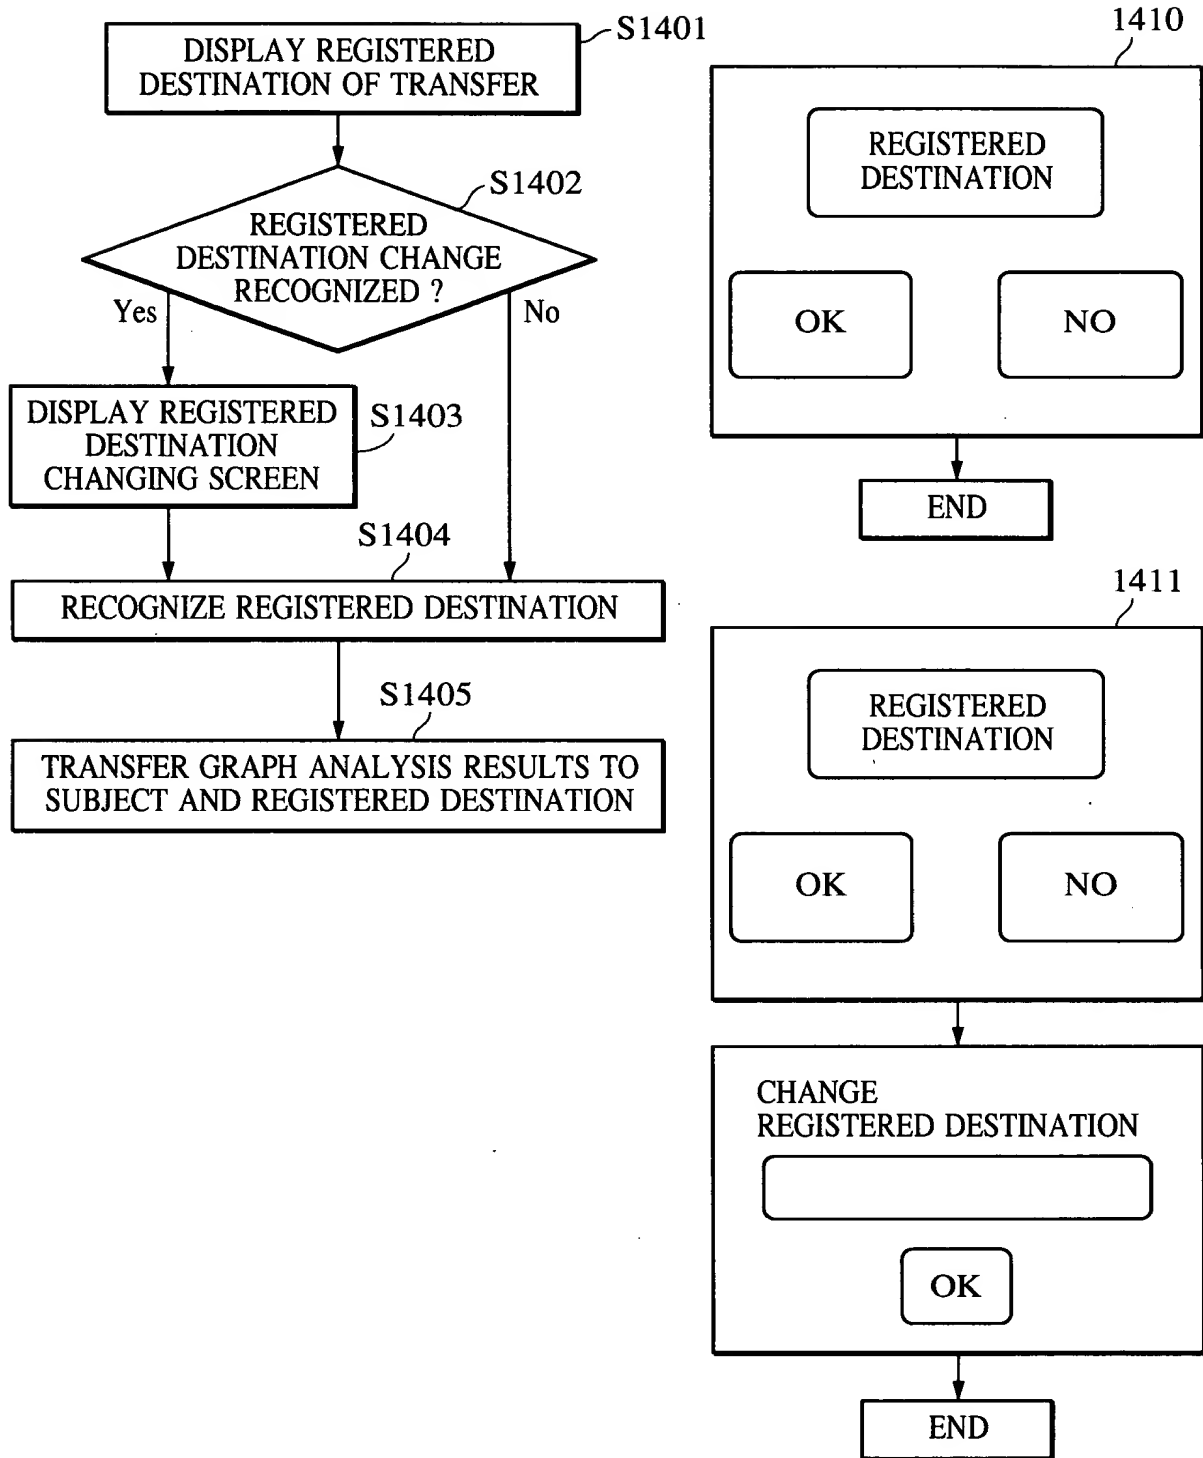 S1401
DISPLAY REGISTERED
DESTINATION OF TRANSFER
S1402
REGISTERED
DESTINATION CHANGE
RECOGNIZED ?
Yes
No
DISPLAY REGISTERED
DESTINATION
CHANGING SCREEN
S1403
S1404
RECOGNIZE REGISTERED DESTINATION
S1405
TRANSFER GRAPH ANALYSIS RESULTS TO
SUBJECT AND REGISTERED DESTINATION
1410
REGISTERED
DESTINATION
OK
NO
END
1411
REGISTERED
DESTINATION
OK
NO
CHANGE
REGISTERED DESTINATION
OK
END